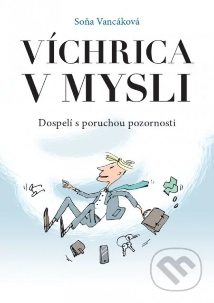 Soňa Vancáková
VÍCHRICA
V MYSLI
Dospelí s poruchou pozornosti